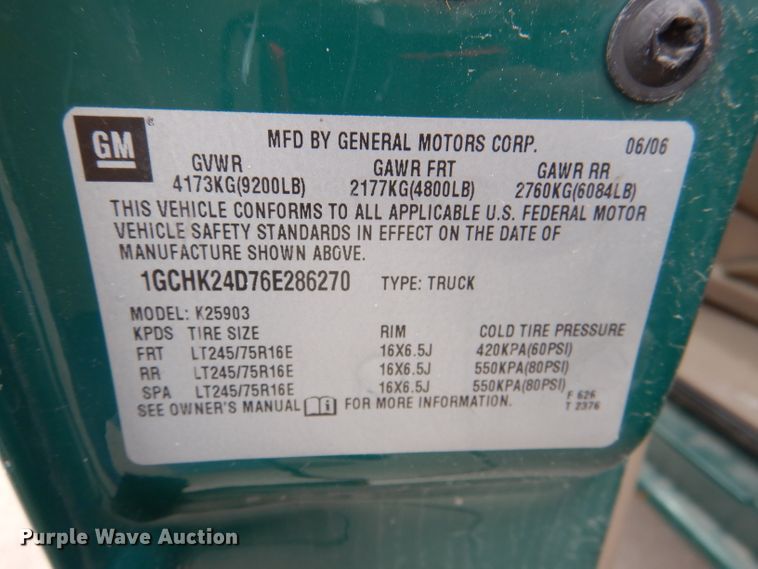 GM
MFD BY GENERAL MOTORS CORP. 06/06
GVWR GAWR FRT GAWR RR
4173KG(9200LB) 2177KG(4800LB) 2760KG(6084LB)
THIS VEHICLE CONFORMS TO ALL APPLICABLE U.S. FEDERAL MOTOR
VEHICLE SAFETY STANDARDS IN EFFECT ON THE DATE OF
MANUFACTURE SHOWN ABOVE.
1GCHK24D76E286270 TYPE: TRUCK
MODEL: K25903
KPDS TIRE SIZE RIM COLD TIRE PRESSURE
FRT LT245/75R16E 16X6.5J 420KPA(60PSI)
RR LT245/75R16E 16X6.5J 550KPA(80PSI)
SPA LT245/75R16E 16X6.5J 550KPA(80PSI)
SEE OWNER'S MANUAL FOR MORE INFORMATION.
F 626
T 2376
Purple Wave Auction